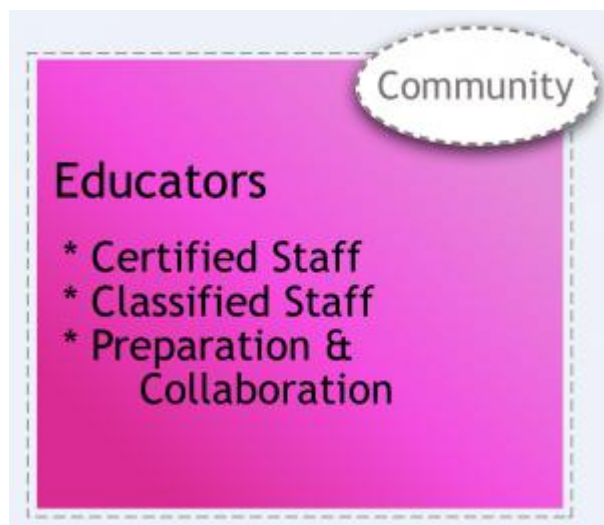 Community
Educators
* Certified Staff
* Classified Staff
* Preparation &
Collaboration